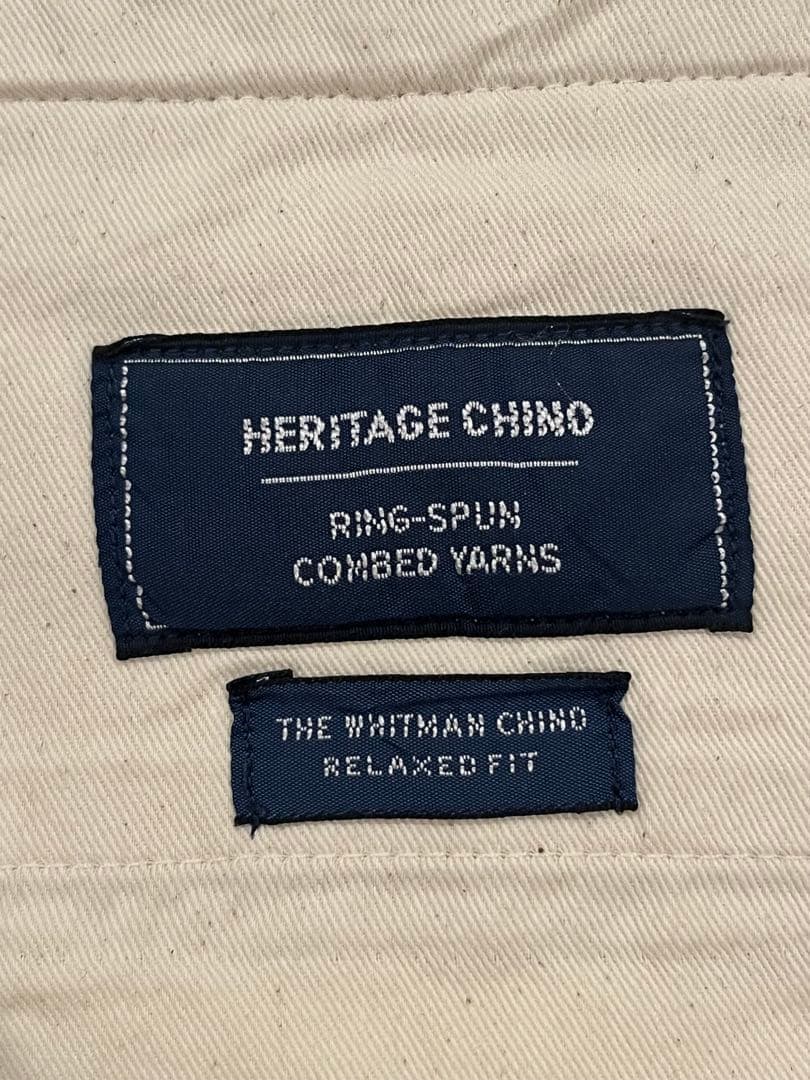 HERITAGE CHINO
RING-SPUN
COMBED YARNS
THE WHITMAN CHINO
RELAXED FIT